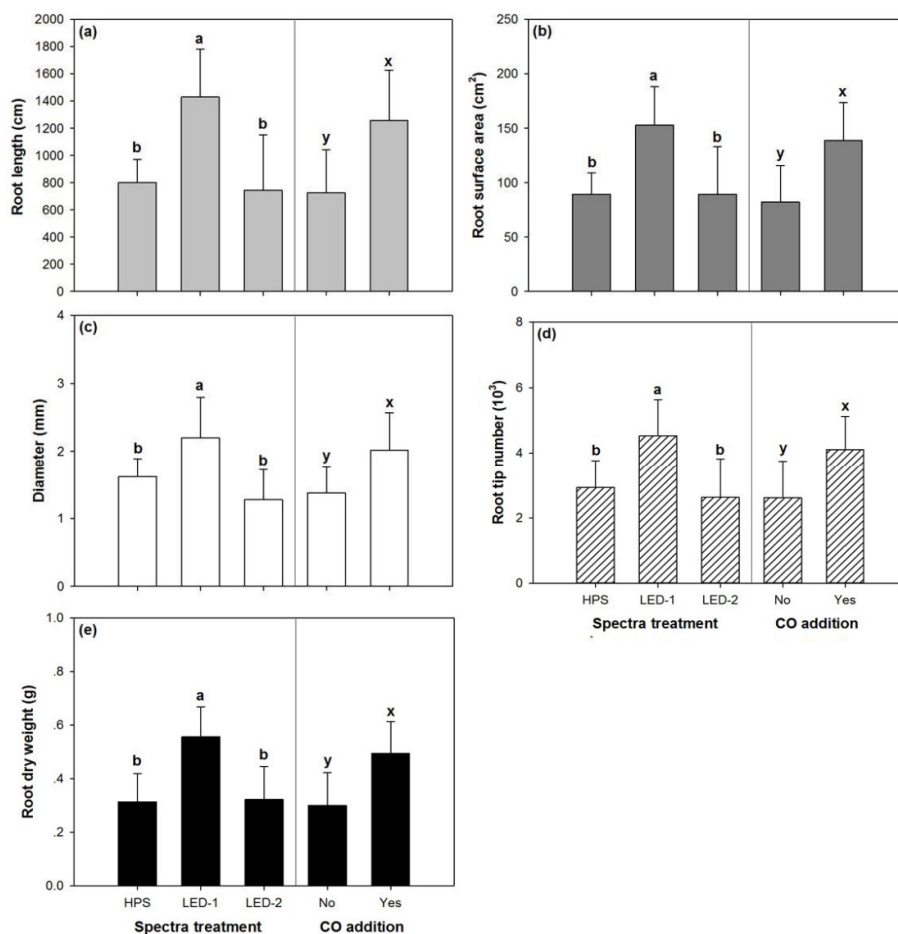 (a)
Root length (cm)
2000
1800
1600
1400
1200
1000
800
600
400
200
0
b
a
b
y
x
(b)
Root surface area (cm²)
250
200
150
100
50
0
b
a
b
y
x
(c)
Diameter (mm)
4
3
2
1
0
b
a
b
y
x
(d)
Root tip number (10³)
8
6
4
2
0
b
a
b
y
x
HPS LED-1 LED-2 No Yes
Spectra treatment CO addition
(e)
Root dry weight (g)
1.0
.8
.6
.4
.2
0.0
b
a
b
y
x
HPS LED-1 LED-2 No Yes
Spectra treatment CO addition